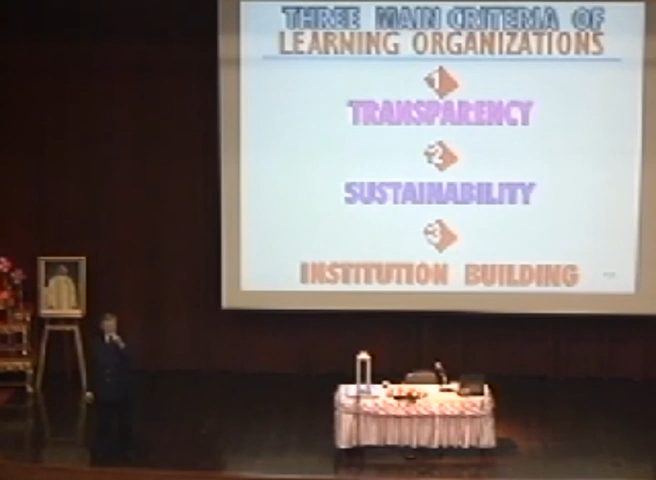 THREE MAIN CRITERIA OF
LEARNING ORGANIZATIONS
1
TRANSPARENCY
2
SUSTAINABILITY
3
INSTITUTION BUILDING